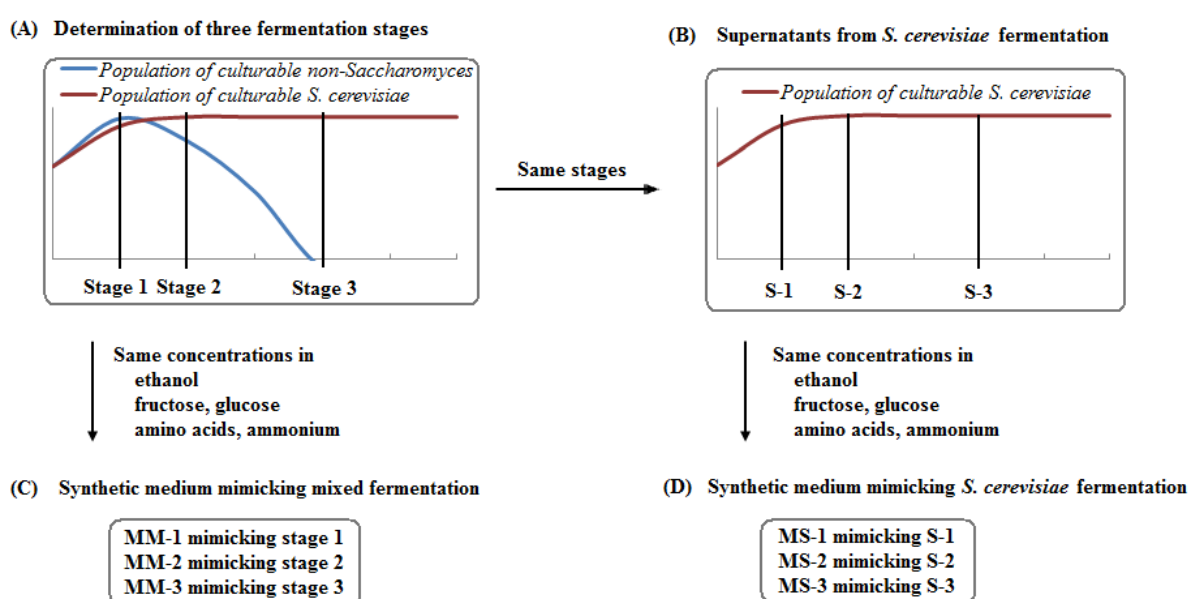 (A) Determination of three fermentation stages
Population of culturable non-Saccharomyces
Population of culturable S. cerevisiae
Stage 1 Stage 2 Stage 3
Same stages
(B) Supernatants from S. cerevisiae fermentation
Population of culturable S. cerevisiae
S-1 S-2 S-3
Same concentrations in
ethanol
fructose, glucose
amino acids, ammonium
Same concentrations in
ethanol
fructose, glucose
amino acids, ammonium
(C) Synthetic medium mimicking mixed fermentation
MM-1 mimicking stage 1
MM-2 mimicking stage 2
MM-3 mimicking stage 3
(D) Synthetic medium mimicking S. cerevisiae fermentation
MS-1 mimicking S-1
MS-2 mimicking S-2
MS-3 mimicking S-3